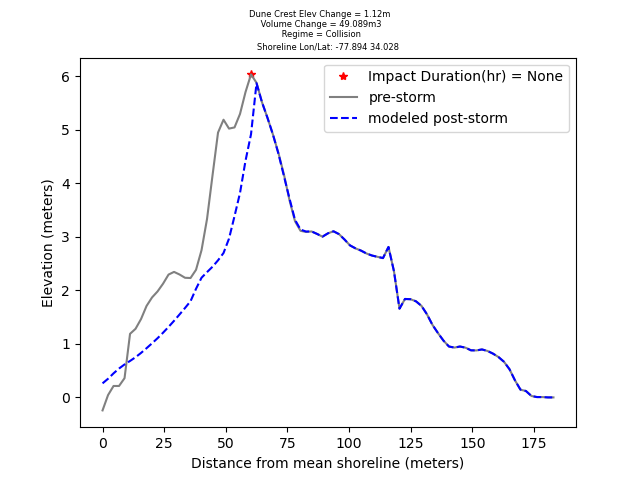 Dune Crest Elev Change = 1.12m
Volume Change = 49.089m3
Regime = Collision
Shoreline Lon/Lat: -77.894 34.028
Impact Duration(hr) = None
pre-storm
modeled post-storm
Elevation (meters)
6
5
4
3
2
1
0
0 25 50 75 100 125 150 175
Distance from mean shoreline (meters)